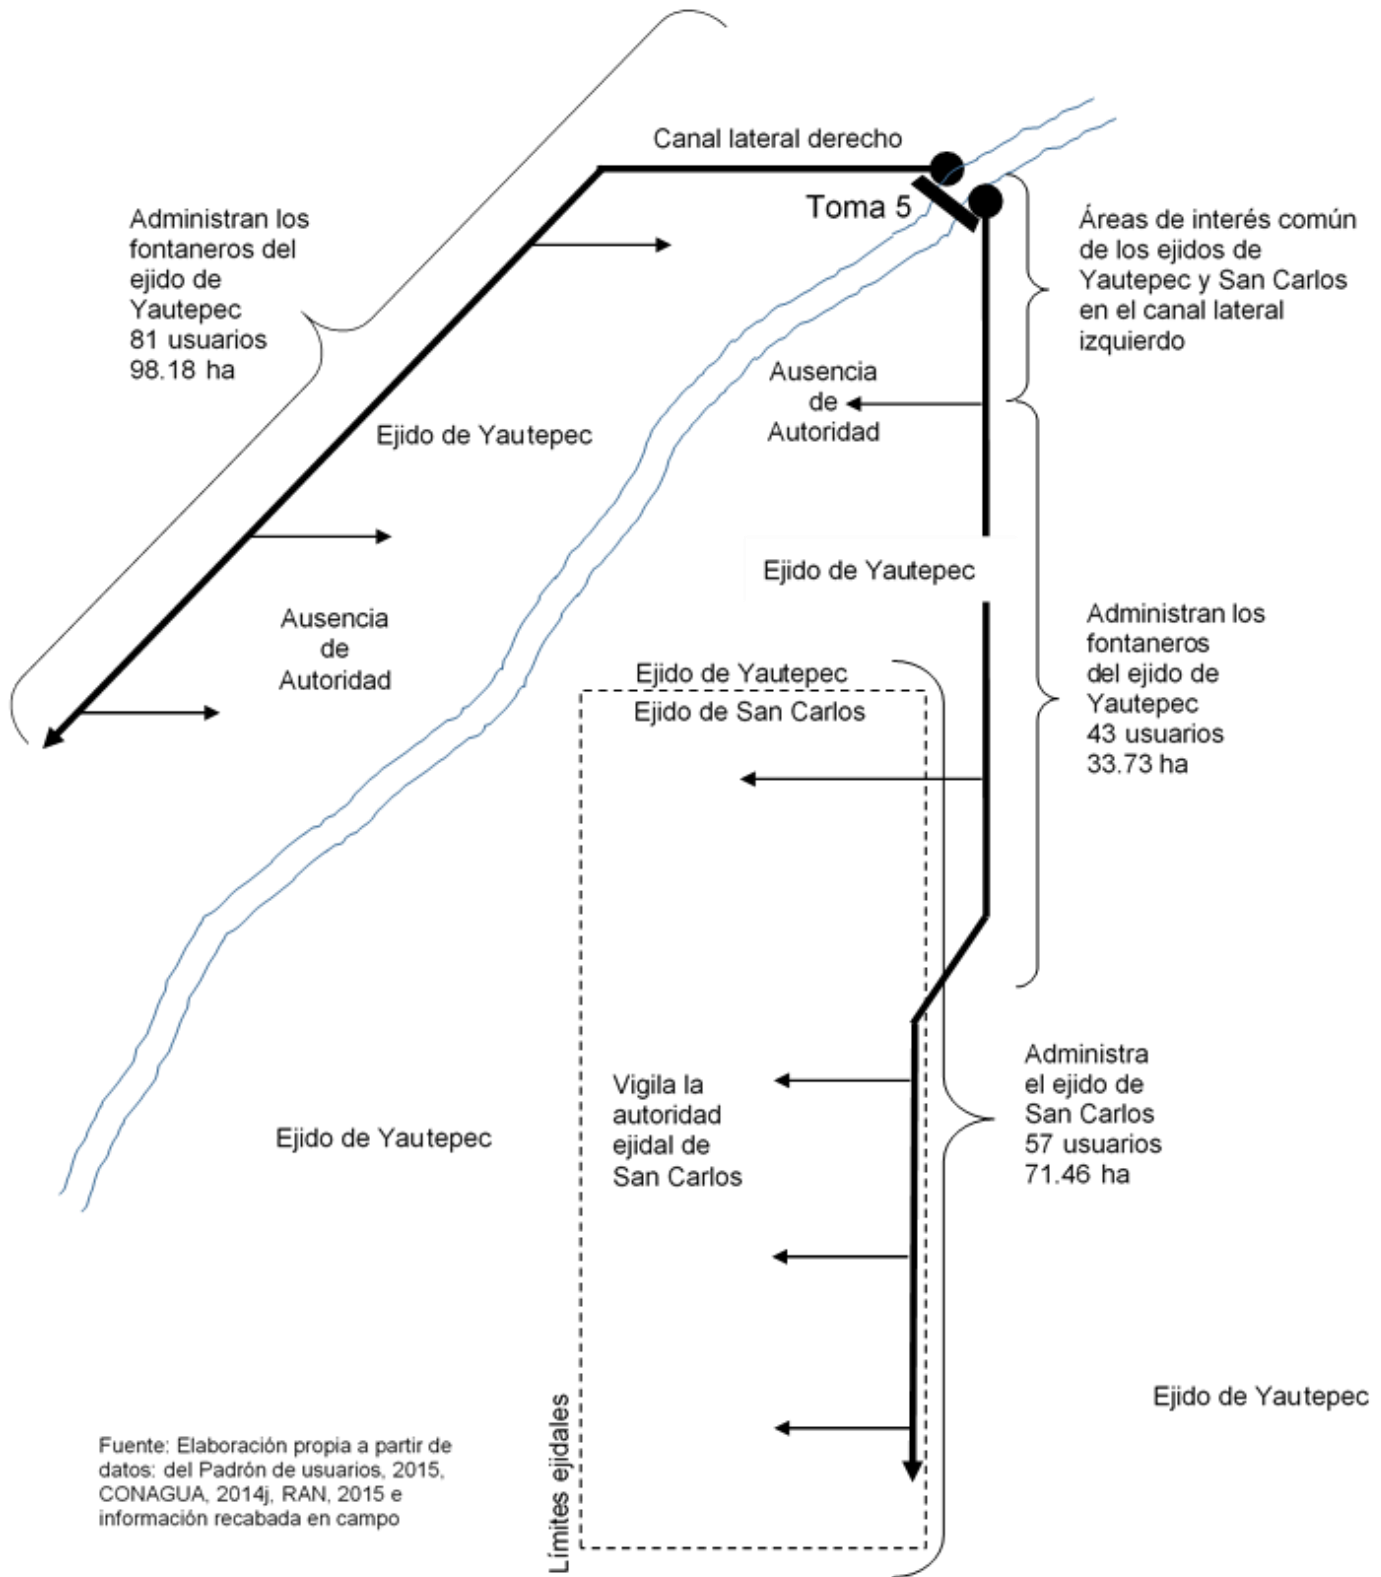 Canal lateral derecho
Toma 5
Administran los
fontaneros del
ejido de
Yautepec
81 usuarios
98.18 ha
Áreas de interés común
de los ejidos de
Yautepec y San Carlos
en el canal lateral
izquierdo
Ausencia
de
Autoridad
Ejido de Yautepec
Ejido de Yautepec
Ausencia
de
Autoridad
Administran los
fontaneros
del ejido de
Yautepec
43 usuarios
33.73 ha
Ejido de Yautepec
Ejido de San Carlos
Vigila la
autoridad
ejidal de
San Carlos
Administra
el ejido de
San Carlos
57 usuarios
71.46 ha
Ejido de Yautepec
Ejido de Yautepec
Límites ejidales
Fuente: Elaboración propia a partir de
datos: del Padrón de usuarios, 2015,
CONAGUA, 2014j, RAN, 2015 e
información recabada en campo